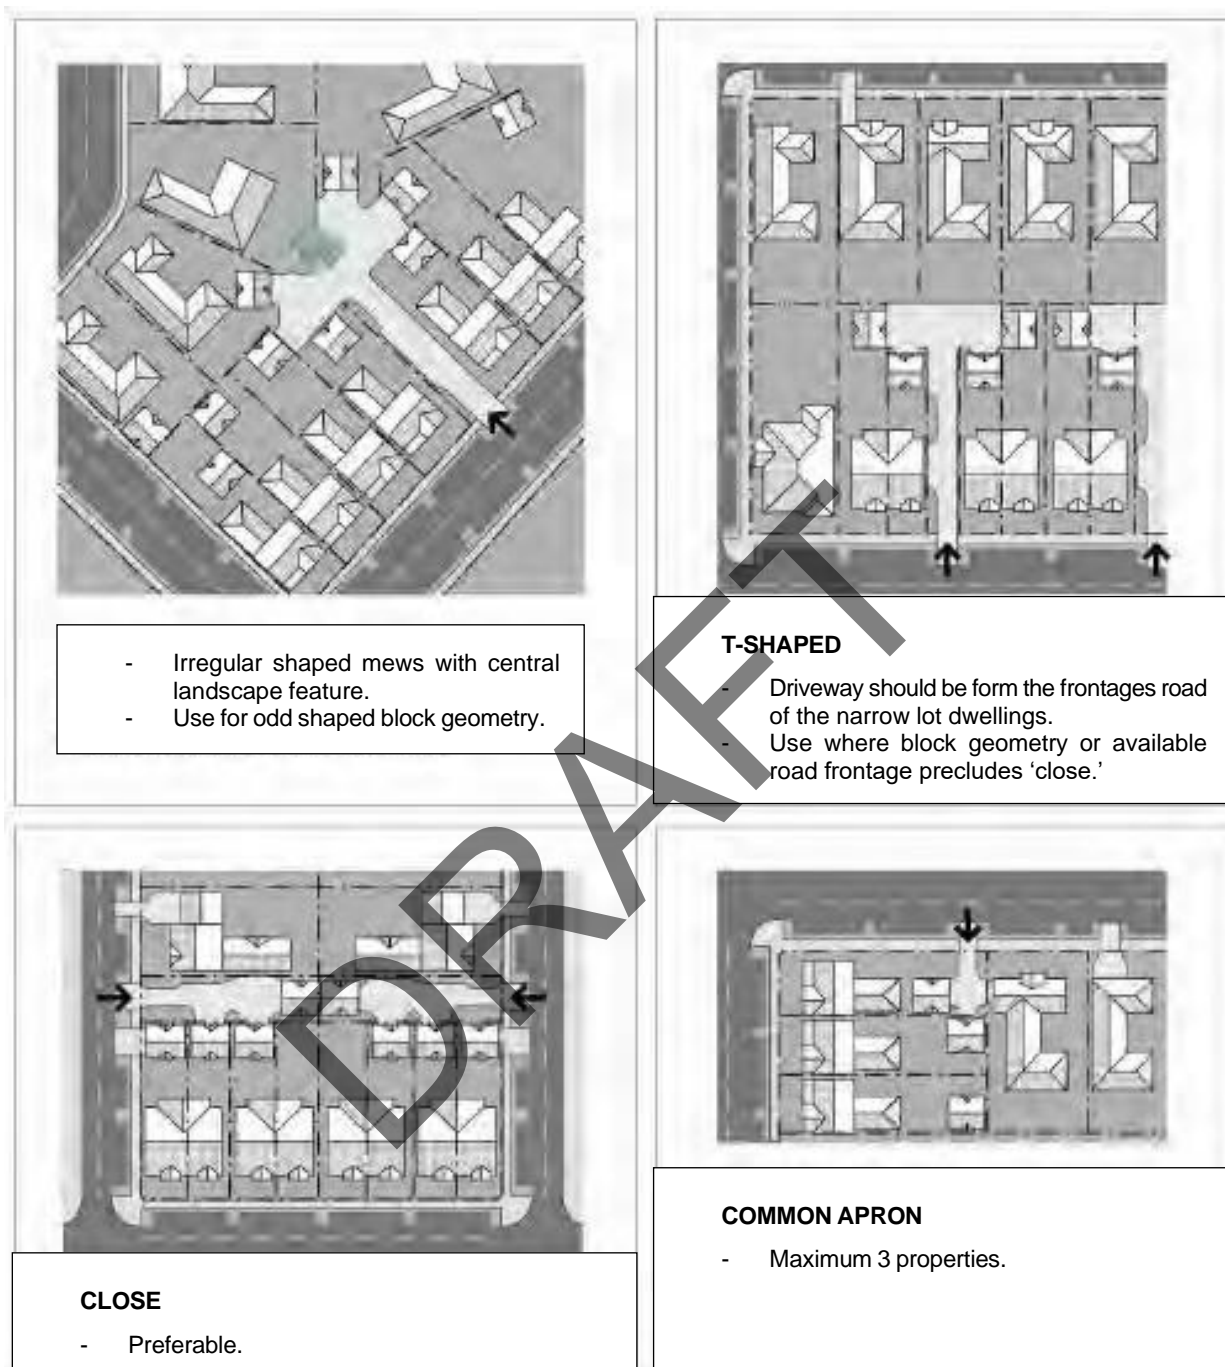 - Irregular shaped mews with central
landscape feature.
- Use for odd shaped block geometry.
T-SHAPED
- Driveway should be form the frontages road
of the narrow lot dwellings.
- Use where block geometry or available
road frontage precludes ‘close.’
CLOSE
- Preferable.
COMMON APRON
- Maximum 3 properties.
DRAFT